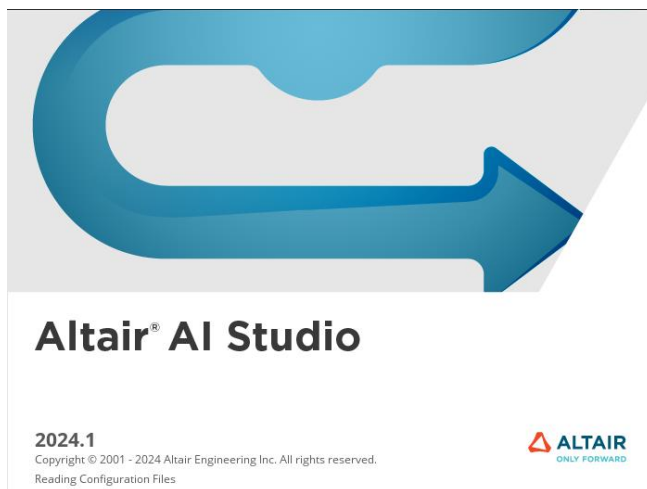 Altair® AI Studio
2024.1
Copyright © 2001 - 2024 Altair Engineering Inc. All rights reserved.
Reading Configuration Files
ALTAIR
ONLY FORWARD